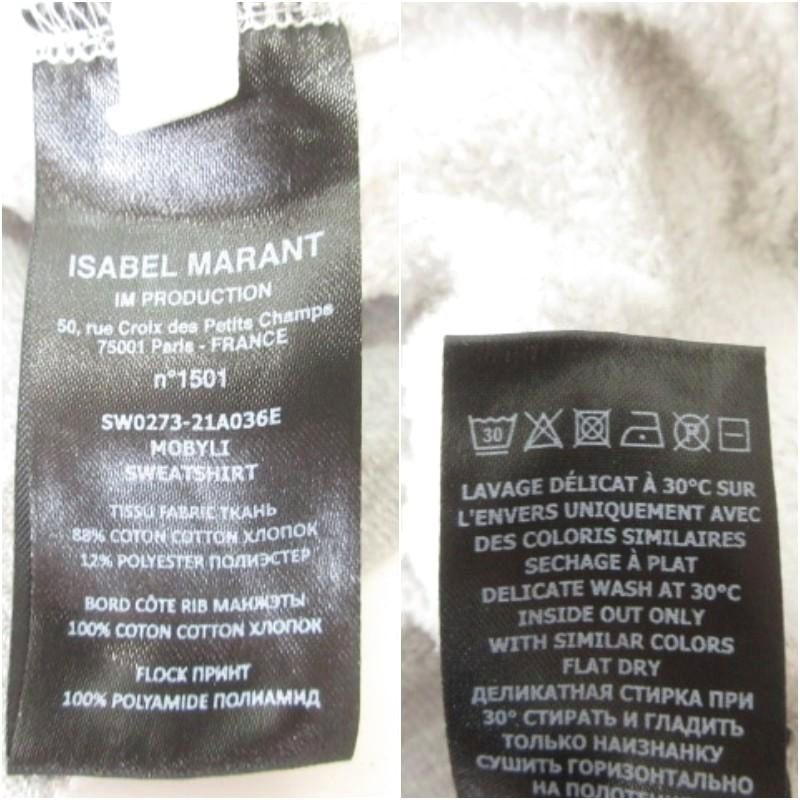 ISABEL MARANT
IM PRODUCTION
50, rue Croix des Petits Champs
75001 Paris - FRANCE
n°1501
SW0273-21A036E
MOBYLI
SWEATSHIRT
TISSU FABRIC ТКАНЬ
88% COTON COTTON ХЛОПОК
12% POLYESTER ПОЛИЭСТЕР
BORD CÔTE RIB МАНЖЭТЫ
100% COTON COTTON ХЛОПОК
FLOCK ПРИНТ
100% POLYAMIDE ПОЛИАМИД
30
LAVAGE DÉLICAT À 30°C SUR
L'ENVERS UNIQUEMENT AVEC
DES COLORIS SIMILAIRES
SECHAGE À PLAT
DELICATE WASH AT 30°C
INSIDE OUT ONLY
WITH SIMILAR COLORS
FLAT DRY
ДЕЛИКАТНАЯ СТИРКА ПРИ
30° СТИРАТЬ И ГЛАДИТЬ
ТОЛЬКО НАИЗНАНКУ
СУШИТЬ ГОРИЗОНТАЛЬНО
НА